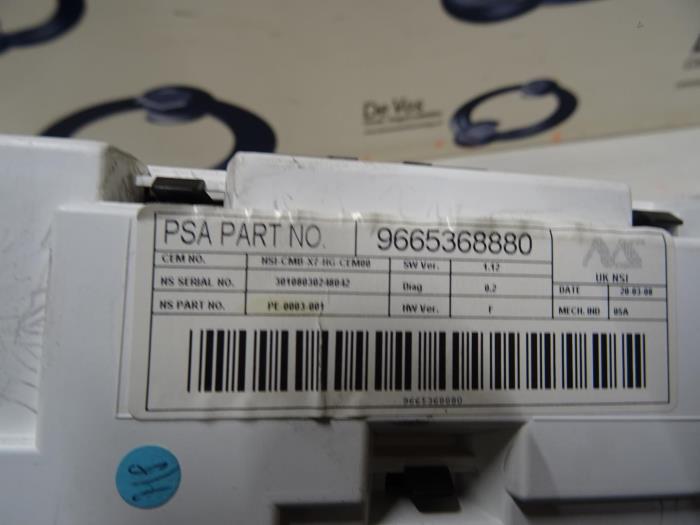 De Vos
PSA PART NO. 9665368880
CEM NO. NSI-CMB-X7-HG-CEM00 SW Ver. 1.12
UK NSI
NS SERIAL NO. 30108030248042 Diag 0.2 DATE 20-03-08
NS PART NO. PE-0003-001 HW Ver. F MECH. IND 05A
9665368880